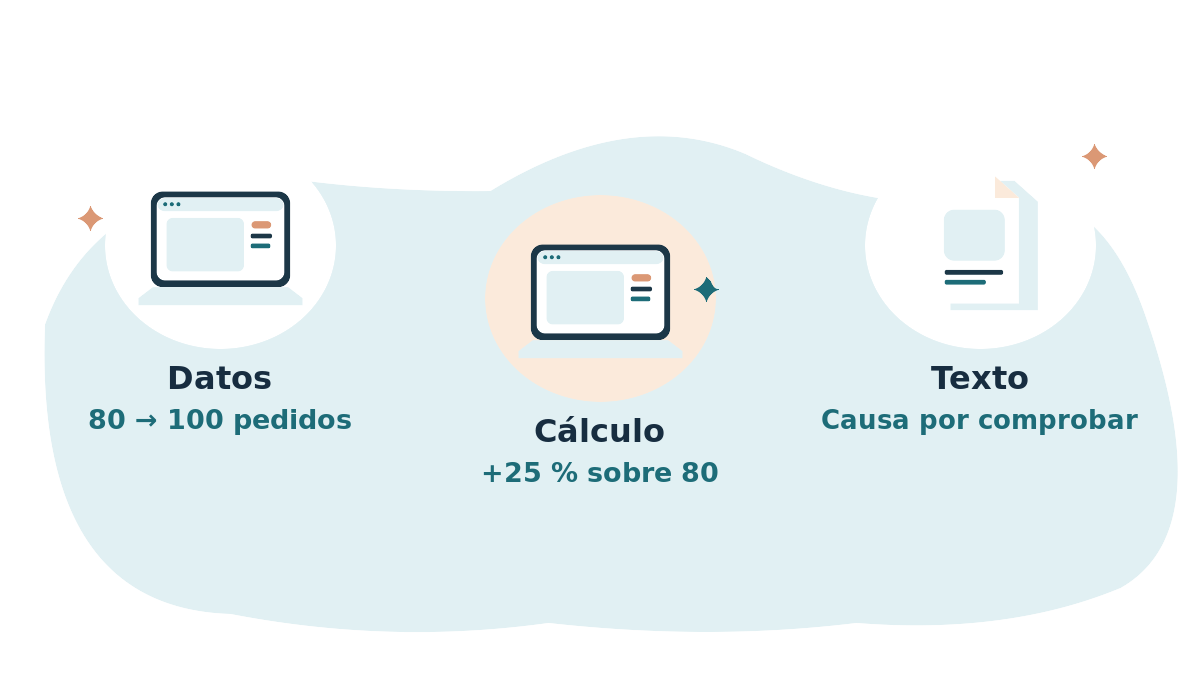 Datos
80 → 100 pedidos
Cálculo
+25 % sobre 80
Texto
Causa por comprobar